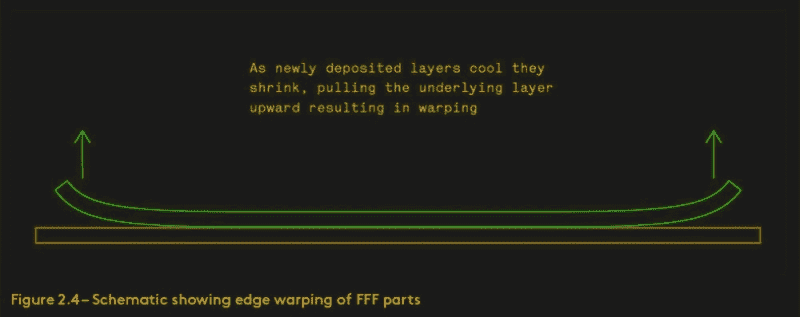 As newly deposited layers cool they
shrink, pulling the underlying layer
upward resulting in warping
Figure 2.4– Schematic showing edge warping of FFF parts